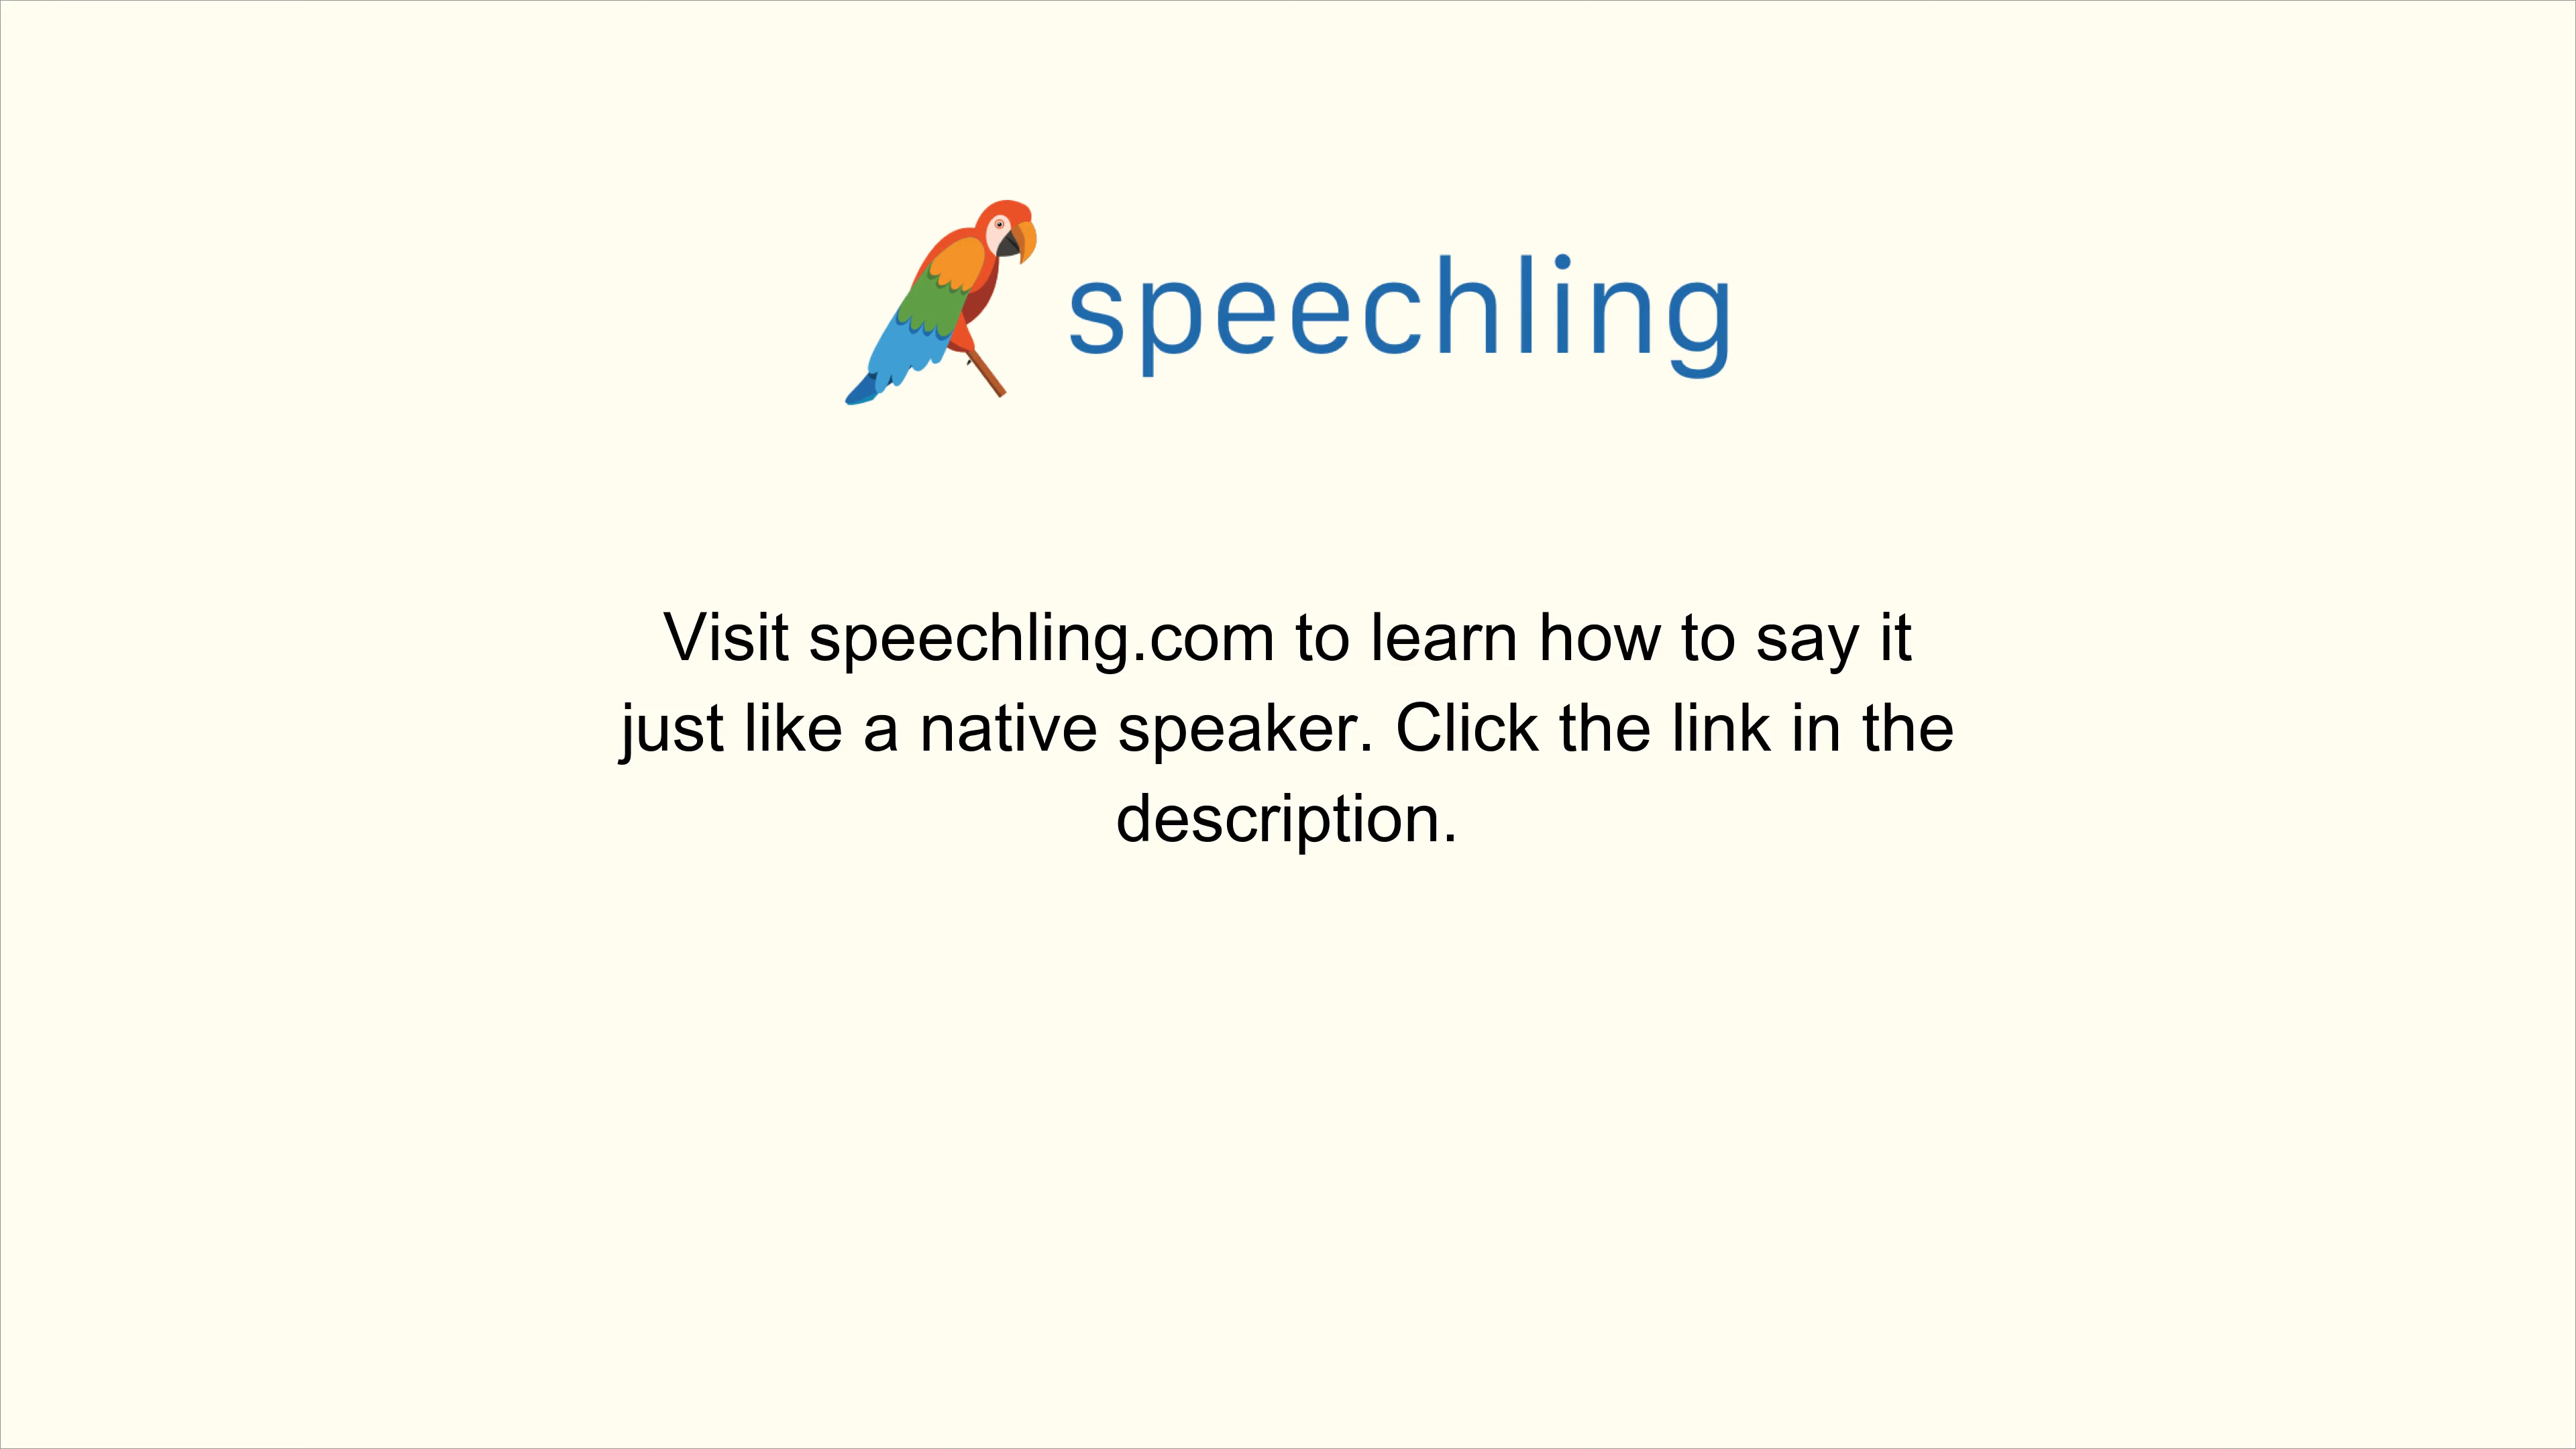 speechling
Visit speechling.com to learn how to say it
just like a native speaker. Click the link in the
description.